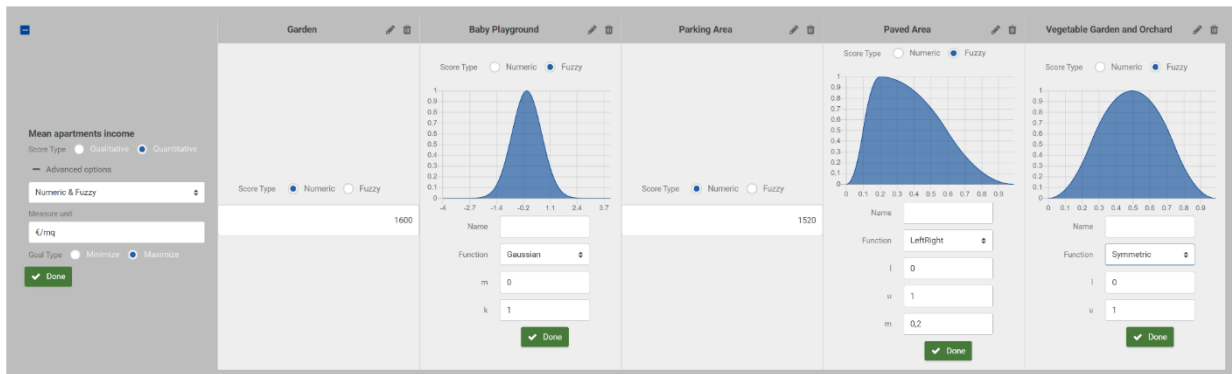 Garden
Baby Playground
Parking Area
Paved Area
Vegetable Garden and Orchard
Mean apartments income
Score Type Qualitative Quantitative
Advanced options
Numeric & Fuzzy
Measure unit
€/mq
Goal Type Minimize Maximize
Done
Score Type Numeric Fuzzy
1600
Score Type Numeric Fuzzy
1
0.9
0.8
0.7
0.6
0.5
0.4
0.3
0.2
0.1
0
-4 -2.7 -1.4 -0.2 1.1 2.4 3.7
Name
Function Gaussian
m 0
k 1
Done
Score Type Numeric Fuzzy
1520
Score Type Numeric Fuzzy
1
0.9
0.8
0.7
0.6
0.5
0.4
0.3
0.2
0.1
0
0 0.1 0.2 0.3 0.4 0.5 0.6 0.7 0.8 0.9
Name
Function LeftRight
l 0
u 1
m 0,2
Done
Score Type Numeric Fuzzy
1
0.9
0.8
0.7
0.6
0.5
0.4
0.3
0.2
0.1
0
0 0.1 0.2 0.3 0.4 0.5 0.6 0.7 0.8 0.9
Name
Function Symmetric
l 0
u 1
Done